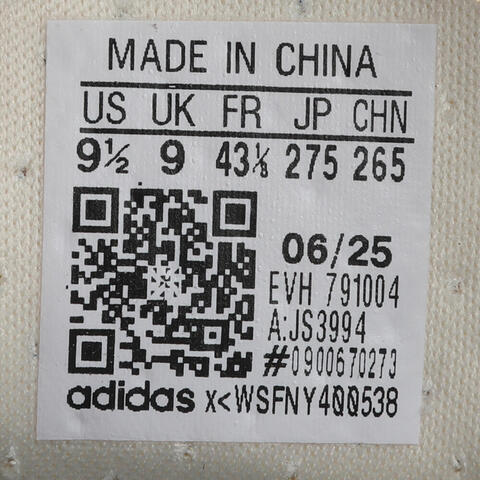 MADE IN CHINA
US UK FR JP CHN
9½ 9 43⅓ 275 265
06/25
EVH 791004
A:JS3994
#0900670273
adidas x<WSFNY400538